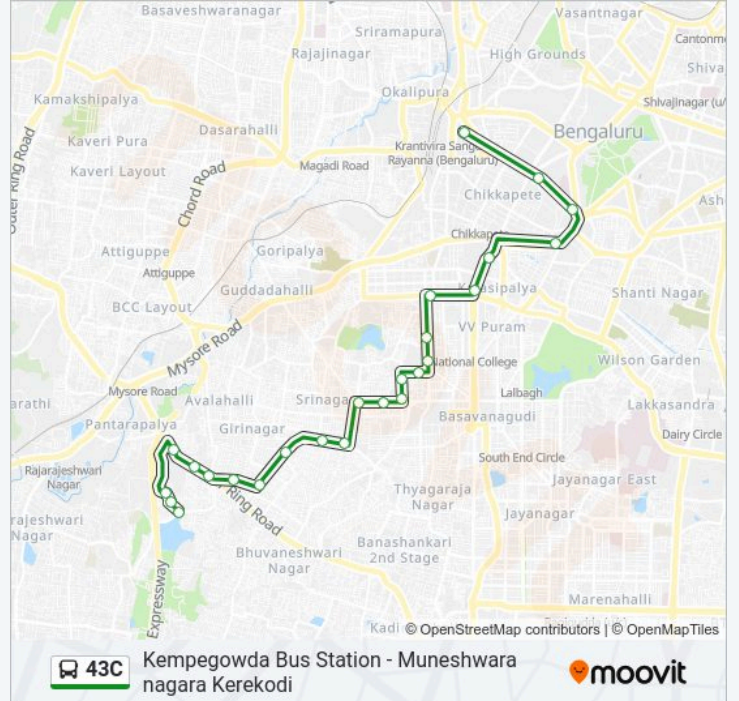 Basaveshwaranagar
Vasantnagar
Sriramapura
Cantonm
Rajajinagar
High Grounds
Shiva
Okalipura
Kamakshipalya
Shivajinagar (u/
Dasarahalli
Bengaluru
Kaveri Pura
Krantivira Sango
Rayanna (Bengaluru)
Magadi Road
Outer Ring Road
Kaveri Layout
Chord Road
Chikkapete
Ash
Chikkapete
Attiguppe
Goripalya
Attiguppe
Guddadahalli
Kalasipalya
Shanti Nagar
BCC Layout
VV Puram
Mysore Road
National College
Wilson Garden
Mysore Road
Lalbagh
arathi
Avalahalli
Srinaga
Lakkasandra
Pantarapalya
Basavanagudi
Girinagar
Dairy Circle
South End Circle
Rajarajeshwari
Nagar
Jayanagar East
Thyagaraja
Nagar
Ring Road
rajeshwari
Nagar
Jayanagar
Banashankari
2nd Stage
Bhuvaneshwari
Nagar
Expressway
Marenahalli
Kadi
© OpenStreetMap contributors | © OpenMapTiles
43C
Kempegowda Bus Station - Muneshwara
nagara Kerekodi
moovit